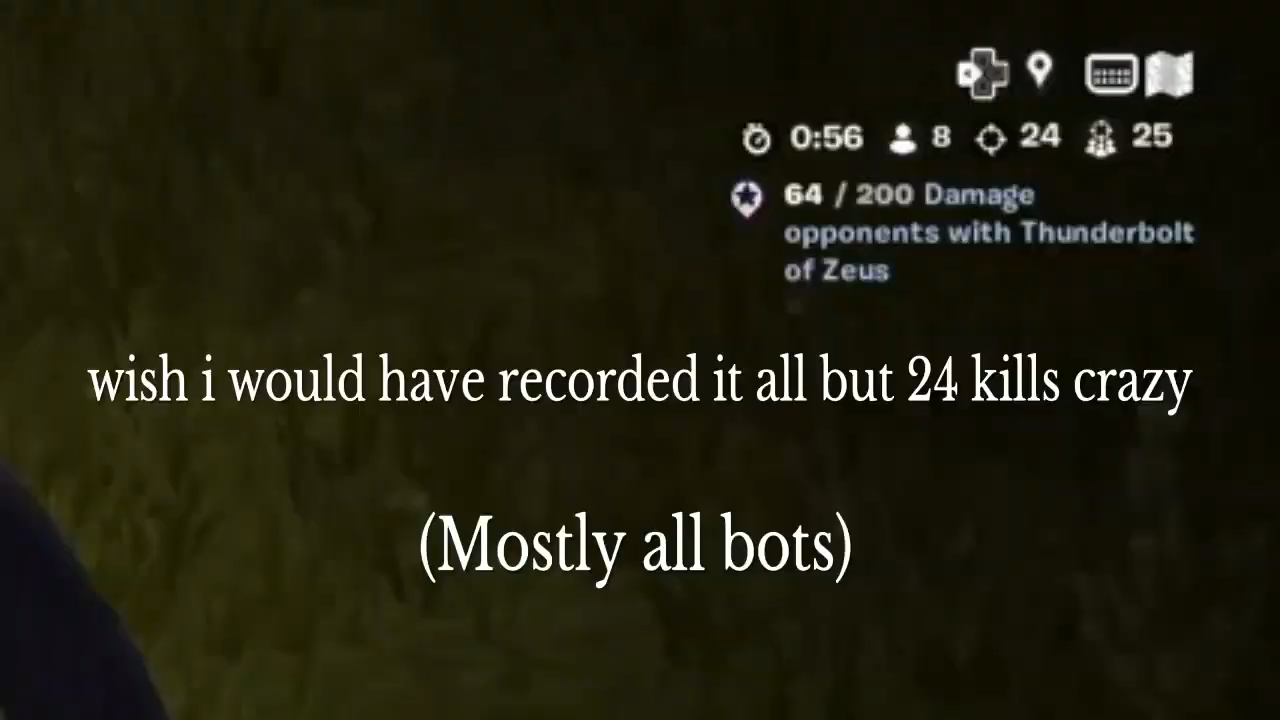 0:56 8 24 25
64 / 200 Damage
opponents with Thunderbolt
of Zeus
wish i would have recorded it all but 24 kills crazy
(Mostly all bots)